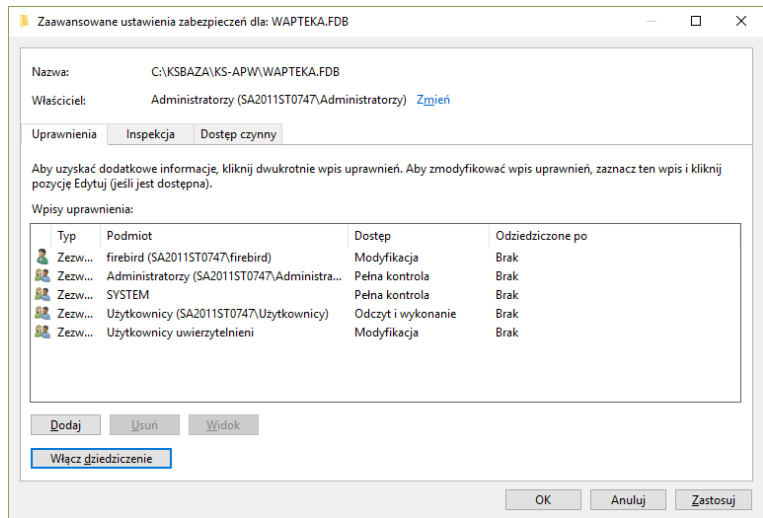 Zaawansowane ustawienia zabezpieczeń dla: WAPTEKA.FDB
Nazwa: C:\KSBAZA\KS-APW\WAPTEKA.FDB
Właściciel: Administratorzy (SA2011ST0747\Administratorzy) Zmień
Uprawnienia Inspekcja Dostęp czynny
Aby uzyskać dodatkowe informacje, kliknij dwukrotnie wpis uprawnień. Aby zmodyfikować wpis uprawnień, zaznacz ten wpis i kliknij
pozycję Edytuj (jeśli jest dostępna).
Wpisy uprawnienia:
Typ Podmiot Dostęp Odziedziczone po
Zezw... firebird (SA2011ST0747\firebird) Modyfikacja Brak
Zezw... Administratorzy (SA2011ST0747\Administra... Pełna kontrola Brak
Zezw... SYSTEM Pełna kontrola Brak
Zezw... Użytkownicy (SA2011ST0747\Użytkownicy) Odczyt i wykonanie Brak
Zezw... Użytkownicy uwierzytelnieni Modyfikacja Brak
Dodaj Usuń Widok
Włącz dziedziczenie
OK Anuluj Zastosuj